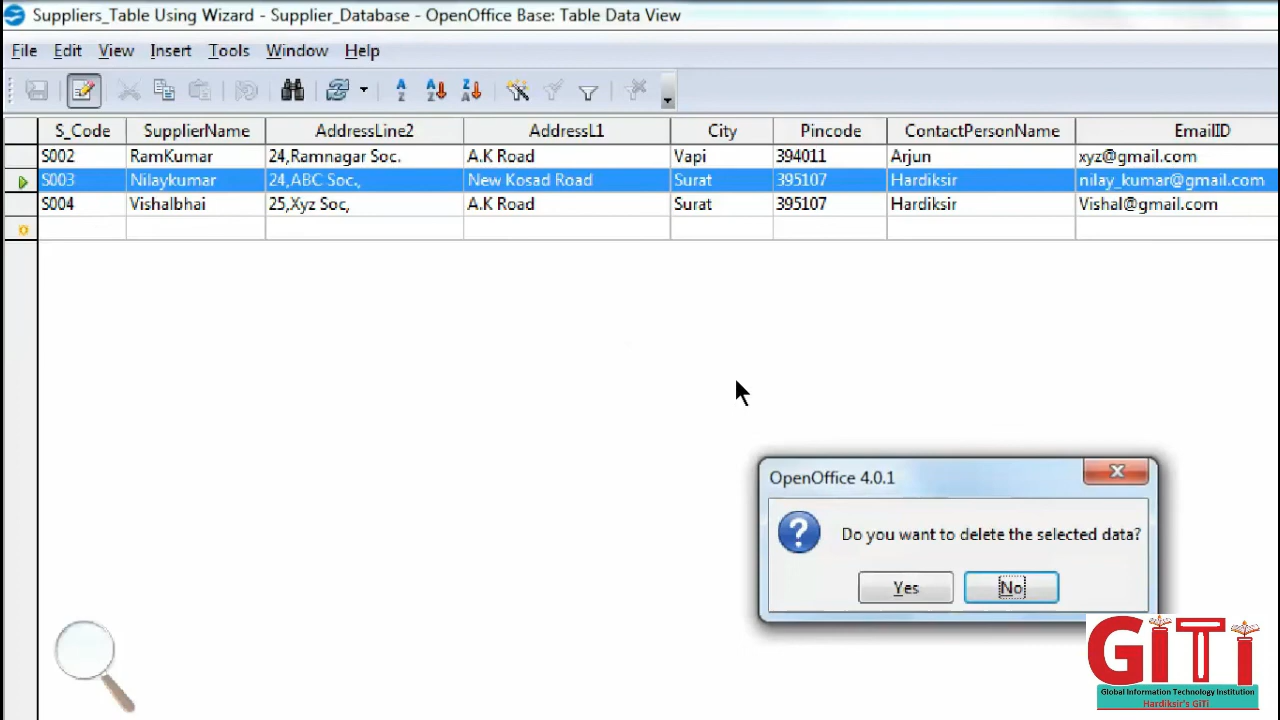 Suppliers_Table Using Wizard - Supplier_Database - OpenOffice Base: Table Data View
File Edit View Insert Tools Window Help
S_Code SupplierName AddressLine2 AddressL1 City Pincode ContactPersonName EmailID
S002 RamKumar 24,Ramnagar Soc. A.K Road Vapi 394011 Arjun xyz@gmail.com
S003 Nilaykumar 24,ABC Soc., New Kosad Road Surat 395107 Hardiksir nilay_kumar@gmail.com
S004 Vishalbhai 25,Xyz Soc, A.K Road Surat 395107 Hardiksir Vishal@gmail.com
OpenOffice 4.0.1
Do you want to delete the selected data?
Yes No
GiTi
Global Information Technology Institution
Hardiksir's GiTi